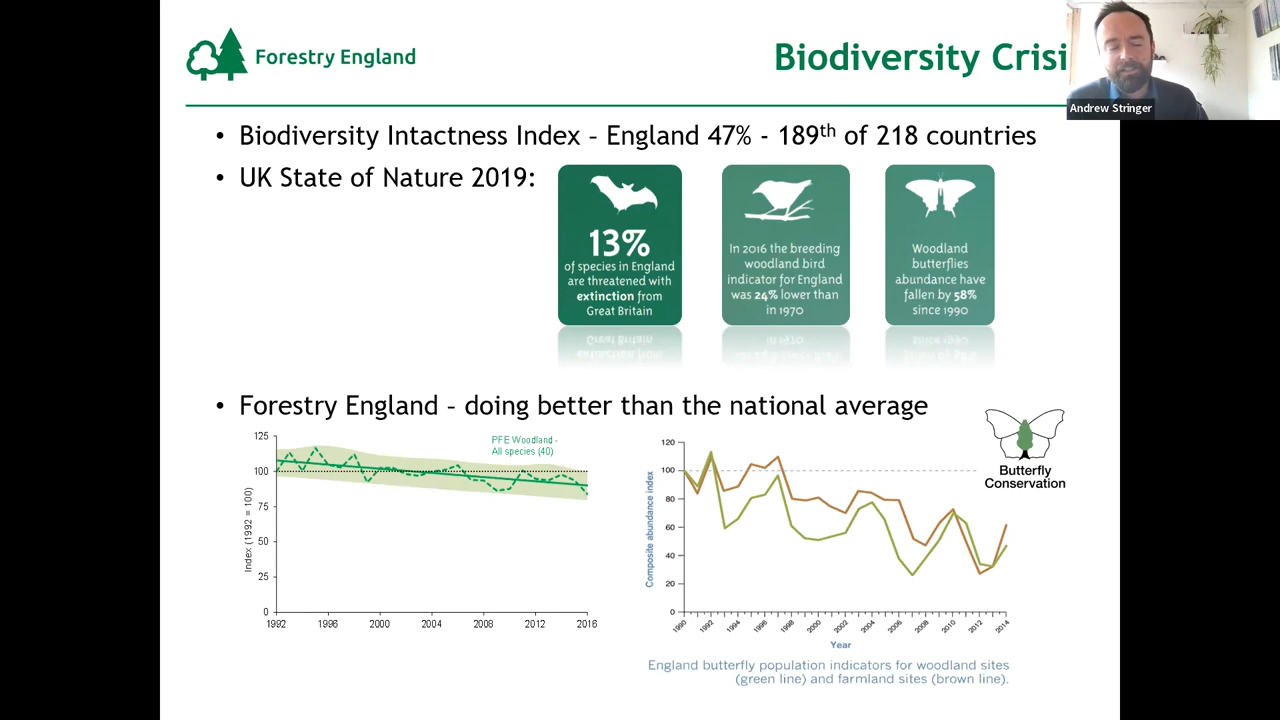 Forestry England
Biodiversity Crisi
Andrew Stringer
• Biodiversity Intactness Index – England 47% - 189th of 218 countries
• UK State of Nature 2019:
13%
of species in England
are threatened with
extinction from
Great Britain
In 2016 the breeding
woodland bird
indicator for England
was 24% lower than
in 1970
Woodland
butterflies
abundance have
fallen by 58%
since 1990
• Forestry England – doing better than the national average
PFE Woodland -
All species (40)
Index (1992 = 100)
125
100
75
50
25
0
1992 1996 2000 2004 2008 2012 2016
Butterfly
Conservation
Composite abundance index
120
100
80
60
40
20
0
1990 1992 1994 1996 1998 2000 2002 2004 2006 2008 2010 2012 2014
Year
England butterfly population indicators for woodland sites
(green line) and farmland sites (brown line).